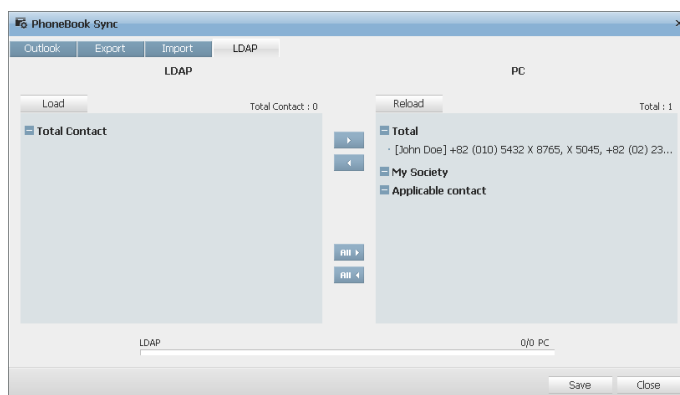 PhoneBook Sync
Outlook Export Import LDAP
LDAP PC
Load Total Contact : 0 Reload Total : 1
Total Contact
Total
· [John Doe] +82 (010) 5432 X 8765, X 5045, +82 (02) 23...
My Society
Applicable contact
All
All
LDAP 0/0 PC
Save Close